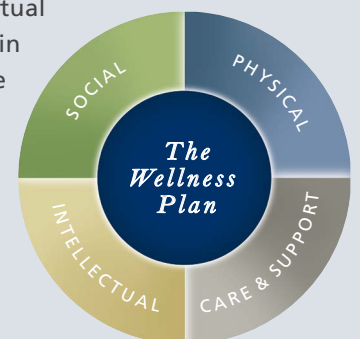 tual
in
e
SOCIAL
PHYSICAL
The
Wellness
Plan
INTELLECTUAL
CARE & SUPPORT